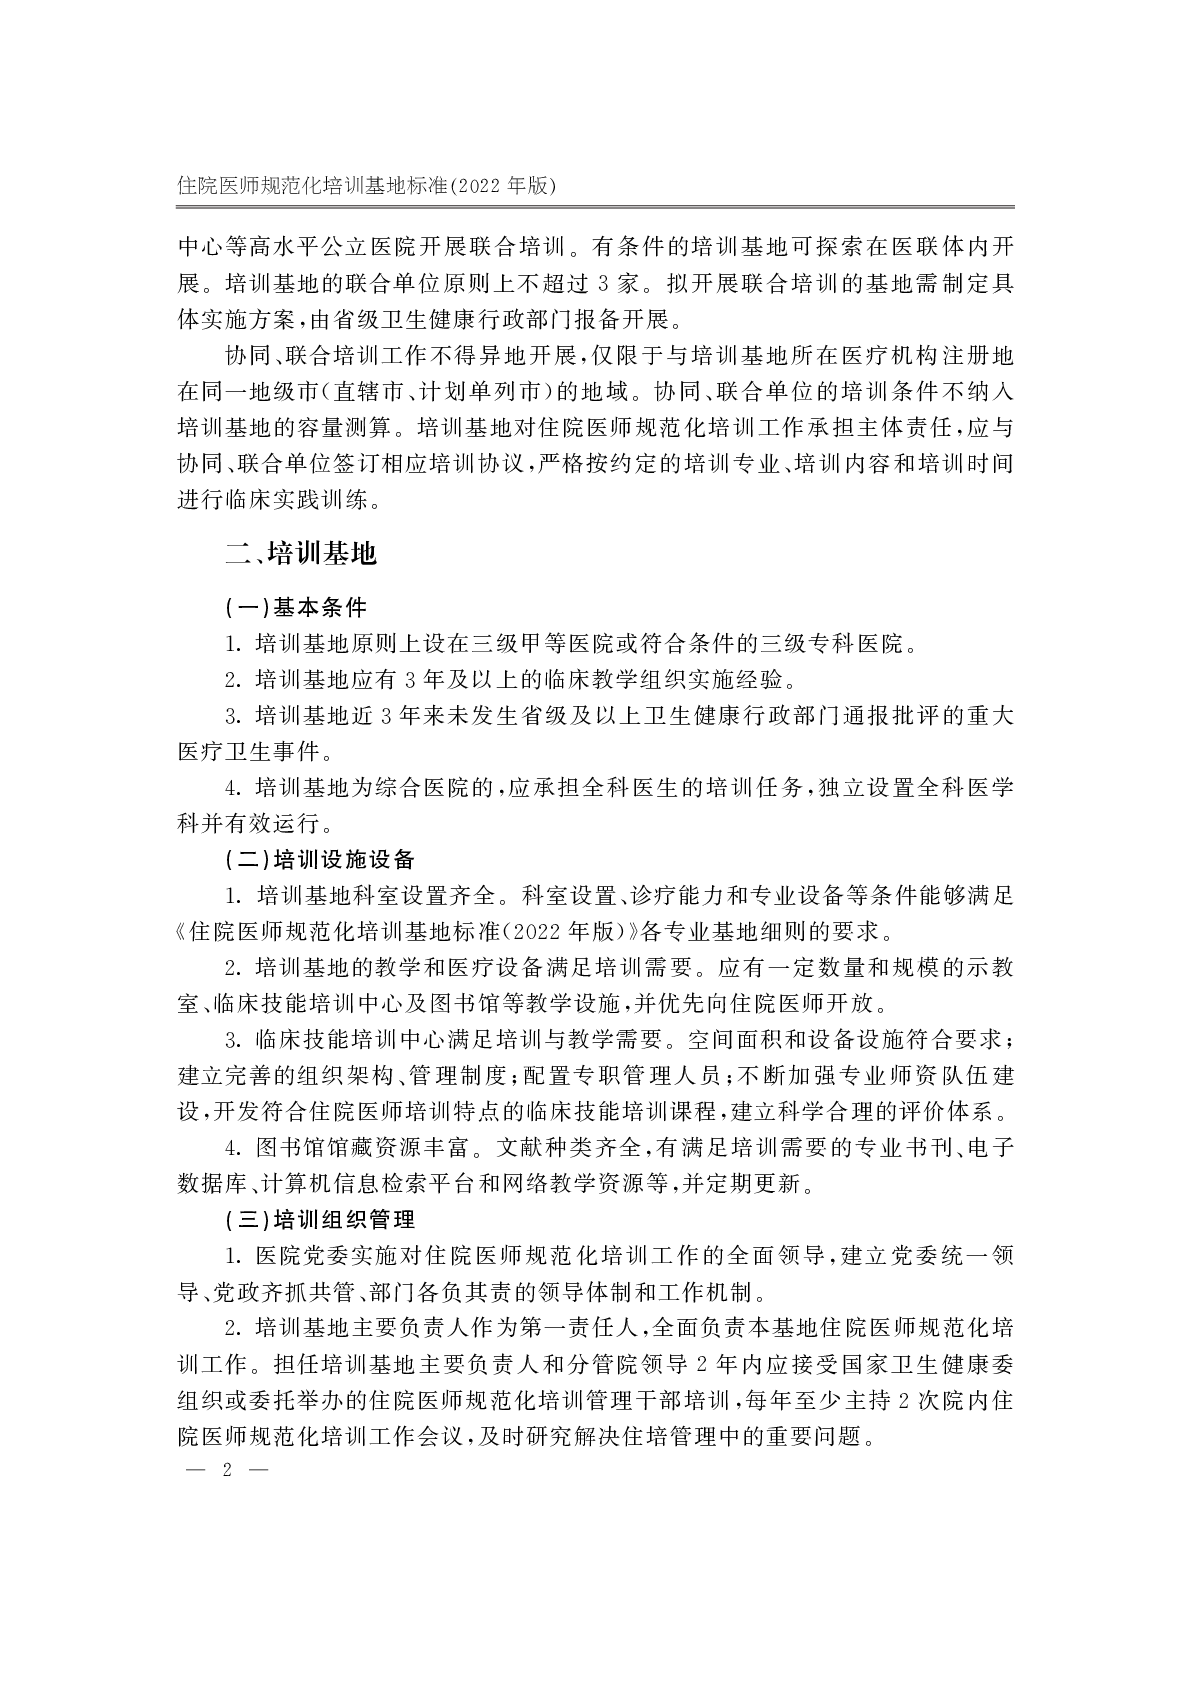 住院医师规范化培训基地标准(2022 年版)
中心等高水平公立医院开展联合培训。有条件的培训基地可探索在医联体内开
展。培训基地的联合单位原则上不超过 3 家。拟开展联合培训的基地需制定具
体实施方案,由省级卫生健康行政部门报备开展。
协同、联合培训工作不得异地开展,仅限于与培训基地所在医疗机构注册地
在同一地级市(直辖市、计划单列市)的地域。协同、联合单位的培训条件不纳入
培训基地的容量测算。培训基地对住院医师规范化培训工作承担主体责任,应与
协同、联合单位签订相应培训协议,严格按约定的培训专业、培训内容和培训时间
进行临床实践训练。
二、培训基地
(一)基本条件
1. 培训基地原则上设在三级甲等医院或符合条件的三级专科医院。
2. 培训基地应有 3 年及以上的临床教学组织实施经验。
3. 培训基地近 3 年来未发生省级及以上卫生健康行政部门通报批评的重大
医疗卫生事件。
4. 培训基地为综合医院的,应承担全科医生的培训任务,独立设置全科医学
科并有效运行。
(二)培训设施设备
1. 培训基地科室设置齐全。科室设置、诊疗能力和专业设备等条件能够满足
《住院医师规范化培训基地标准(2022 年版)》各专业基地细则的要求。
2. 培训基地的教学和医疗设备满足培训需要。应有一定数量和规模的示教
室、临床技能培训中心及图书馆等教学设施,并优先向住院医师开放。
3. 临床技能培训中心满足培训与教学需要。空间面积和设备设施符合要求;
建立完善的组织架构、管理制度;配置专职管理人员;不断加强专业师资队伍建
设,开发符合住院医师培训特点的临床技能培训课程,建立科学合理的评价体系。
4. 图书馆馆藏资源丰富。文献种类齐全,有满足培训需要的专业书刊、电子
数据库、计算机信息检索平台和网络教学资源等,并定期更新。
(三)培训组织管理
1. 医院党委实施对住院医师规范化培训工作的全面领导,建立党委统一领
导、党政齐抓共管、部门各负其责的领导体制和工作机制。
2. 培训基地主要负责人作为第一责任人,全面负责本基地住院医师规范化培
训工作。担任培训基地主要负责人和分管院领导 2 年内应接受国家卫生健康委
组织或委托举办的住院医师规范化培训管理干部培训,每年至少主持 2 次院内住
院医师规范化培训工作会议,及时研究解决住培管理中的重要问题。
— 2 —